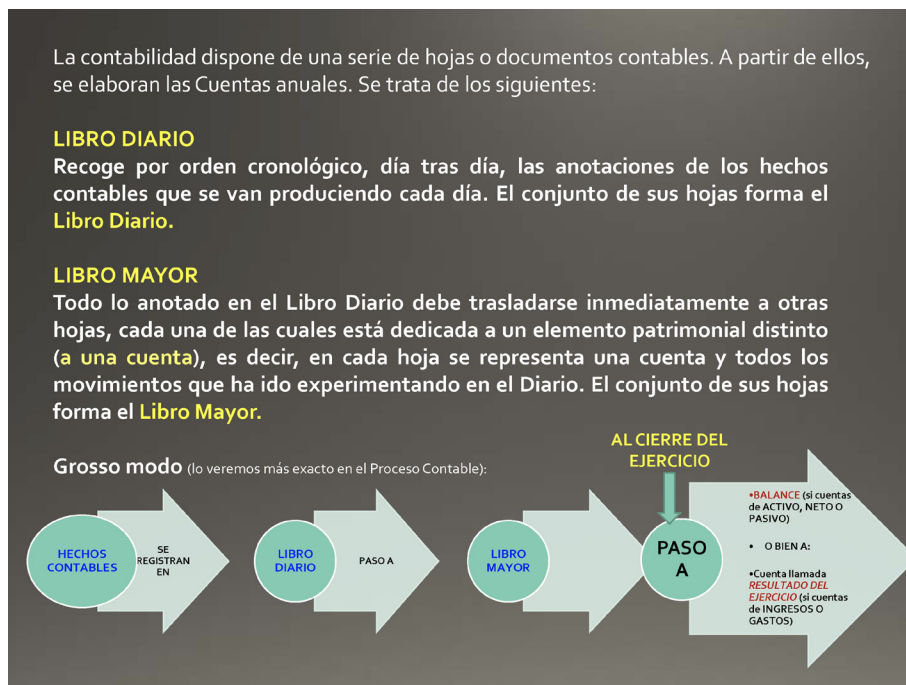 La contabilidad dispone de una serie de hojas o documentos contables. A partir de ellos,
se elaboran las Cuentas anuales. Se trata de los siguientes:
LIBRO DIARIO
Recoge por orden cronológico, día tras día, las anotaciones de los hechos
contables que se van produciendo cada día. El conjunto de sus hojas forma el
Libro Diario.
LIBRO MAYOR
Todo lo anotado en el Libro Diario debe trasladarse inmediatamente a otras
hojas, cada una de las cuales está dedicada a un elemento patrimonial distinto
(a una cuenta), es decir, en cada hoja se representa una cuenta y todos los
movimientos que ha ido experimentando en el Diario. El conjunto de sus hojas
forma el Libro Mayor.
Grosso modo (lo veremos más exacto en el Proceso Contable):
AL CIERRE DEL
EJERCICIO
HECHOS
CONTABLES
SE
REGISTRAN
EN
LIBRO
DIARIO
PASO A
LIBRO
MAYOR
PASO
A
•BALANCE (si cuentas
de ACTIVO, NETO O
PASIVO)
• O BIEN A:
•Cuenta llamada
RESULTADO DEL
EJERCICIO (si cuentas
de INGRESOS O
GASTOS)